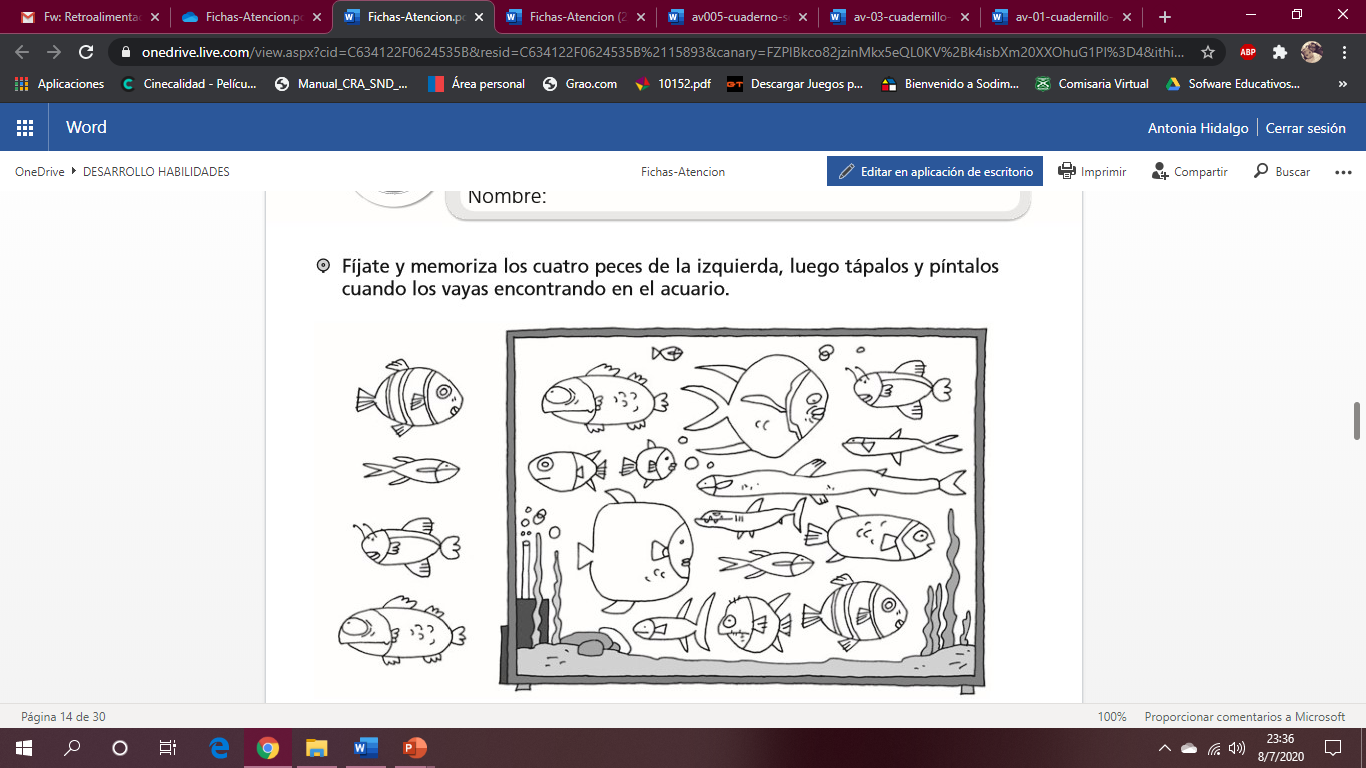 Fw: Retroalimenta
Fichas-Atencion.po
Fichas-Atencion.po
Fichas-Atencion (2
av005-cuaderno-s
av-03-cuadernillo-
av-01-cuadernillo-
onedrive.live.com/view.aspx?cid=C634122F0624535B&resid=C634122F0624535B%2115893&canary=FZPIBkco82jzinMkx5eQL0KV%2Bk4isbXm20XXOhuG1PI%3D4&ithi...
ABP
Aplicaciones
Cinecalidad - Pelícu...
Manual_CRA_SND_...
Área personal
Grao.com
10152.pdf
Descargar Juegos p...
Bienvenido a Sodim...
Comisaria Virtual
Sofware Educativos...
»
Word
Antonia Hidalgo
Cerrar sesión
OneDrive
DESARROLLO HABILIDADES
Fichas-Atencion
Editar en aplicación de escritorio
Imprimir
Compartir
Buscar
Nombre:
Fíjate y memoriza los cuatro peces de la izquierda, luego tápalos y píntalos
cuando los vayas encontrando en el acuario.
Página 14 de 30
100%
Proporcionar comentarios a Microsoft
23:36
8/7/2020